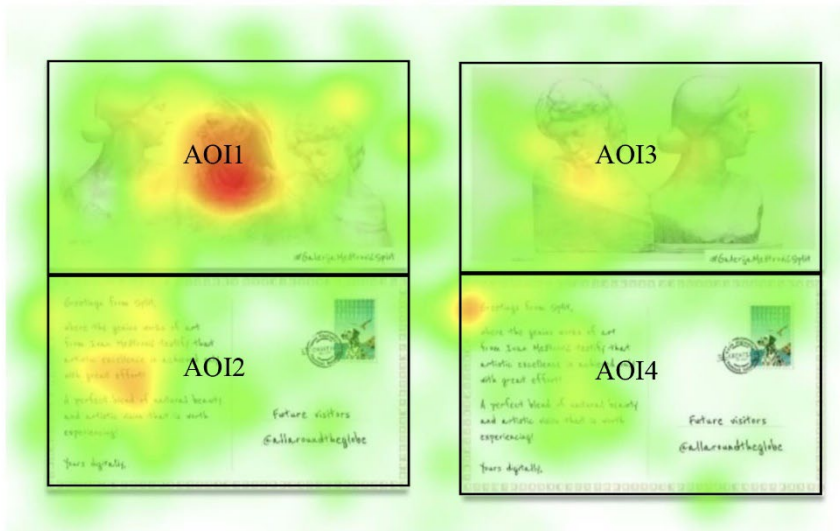 AOI1
#GalerijaMeštrovićSplit
AOI3
#GalerijaMeštrovićSplit
Greetings from Split,
where the genius works of art
from Ivan Meštrović testify that
artistic excellence is achieved
with great effort!
A perfect blend of natural beauty
and artistic vision that is worth
experiencing!
Yours digitally,
AOI2
Future visitors
@allaroundtheglobe
Greetings from Split,
where the genius works of art
from Ivan Meštrović testify that
artistic excellence is achieved
with great effort!
A perfect blend of natural beauty
and artistic vision that is worth
experiencing!
Yours digitally,
AOI4
Future visitors
@allaroundtheglobe